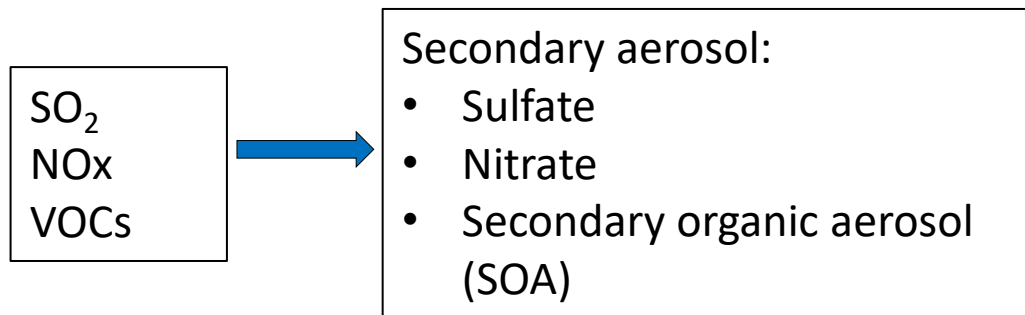 SO₂
NOx
VOCs
Secondary aerosol:
• Sulfate
• Nitrate
• Secondary organic aerosol
(SOA)